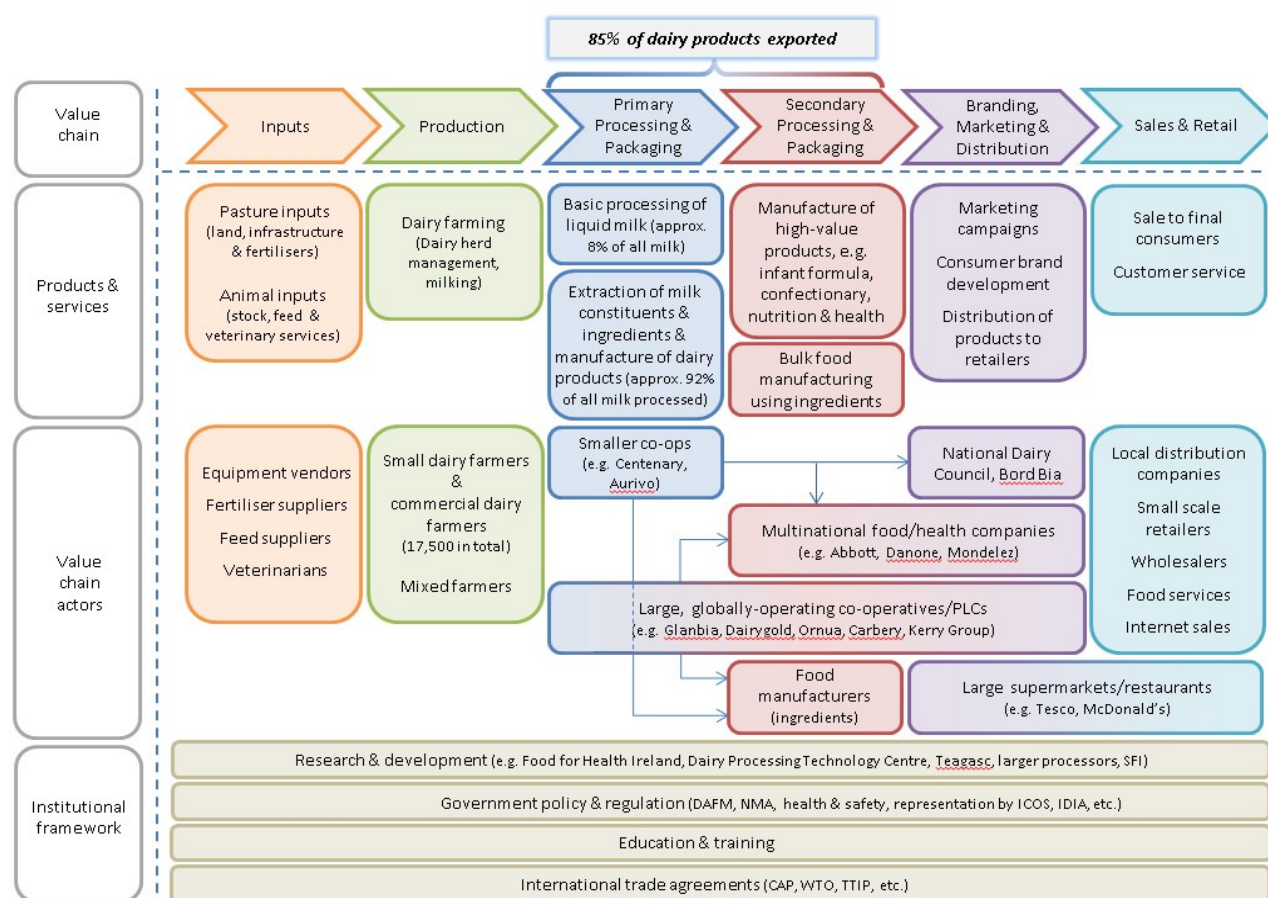 85% of dairy products exported
Value
chain
Inputs
Production
Primary
Processing &
Packaging
Secondary
Processing &
Packaging
Branding,
Marketing &
Distribution
Sales & Retail
Products &
services
Pasture inputs
(land, infrastructure
& fertilisers)
Animal inputs
(stock, feed &
veterinary services)
Dairy farming
(Dairy herd
management,
milking)
Basic processing of
liquid milk (approx.
8% of all milk)
Extraction of milk
constituents &
ingredients &
manufacture of dairy
products (approx. 92%
of all milk processed)
Manufacture of
high-value
products, e.g.
infant formula,
confectionary,
nutrition & health
Bulk food
manufacturing
using ingredients
Marketing
campaigns
Consumer brand
development
Distribution of
products to
retailers
Sale to final
consumers
Customer service
Value
chain
actors
Equipment vendors
Fertiliser suppliers
Feed suppliers
Veterinarians
Small dairy farmers
&
commercial dairy
farmers
(17,500 in total)
Mixed farmers
Smaller co-ops
(e.g. Centenary,
Aurivo)
National Dairy
Council, Bord Bia
Multinational food/health companies
(e.g. Abbott, Danone, Mondelez)
Large, globally-operating co-operatives/PLCs
(e.g. Glanbia, Dairygold, Ornua, Carbery, Kerry Group)
Food
manufacturers
(ingredients)
Local distribution
companies
Small scale
retailers
Wholesalers
Food services
Internet sales
Large supermarkets/restaurants
(e.g. Tesco, McDonald's)
Institutional
framework
Research & development (e.g. Food for Health Ireland, Dairy Processing Technology Centre, Teagasc, larger processors, SFI)
Government policy & regulation (DAFM, NMA, health & safety, representation by ICOS, IDIA, etc.)
Education & training
International trade agreements (CAP, WTO, TTIP, etc.)